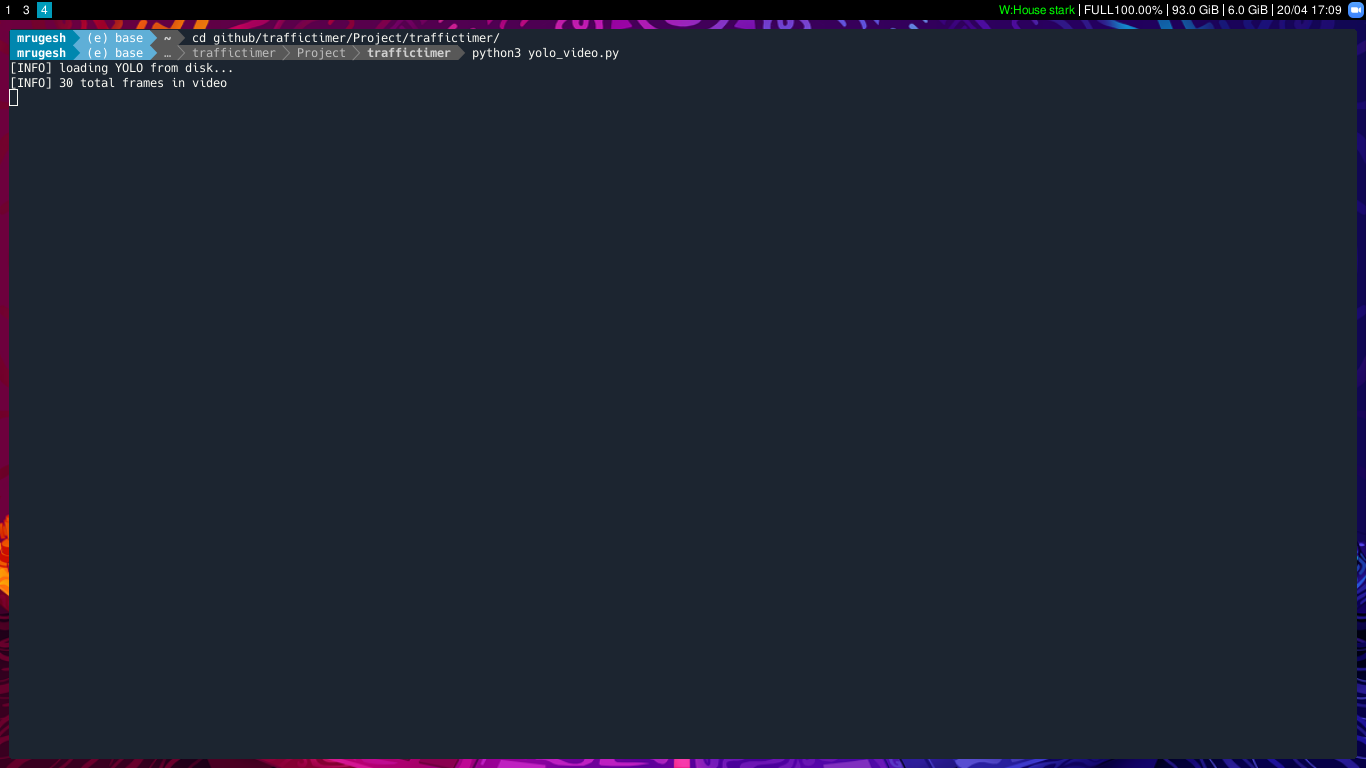 1 3 4 W:House stark | FULL100.00% | 93.0 GiB | 6.0 GiB | 20/04 17:09
mrugesh (e) base ~ cd github/traffictimer/Project/traffictimer/
mrugesh (e) base … traffictimer Project traffictimer python3 yolo_video.py
[INFO] loading YOLO from disk...
[INFO] 30 total frames in video